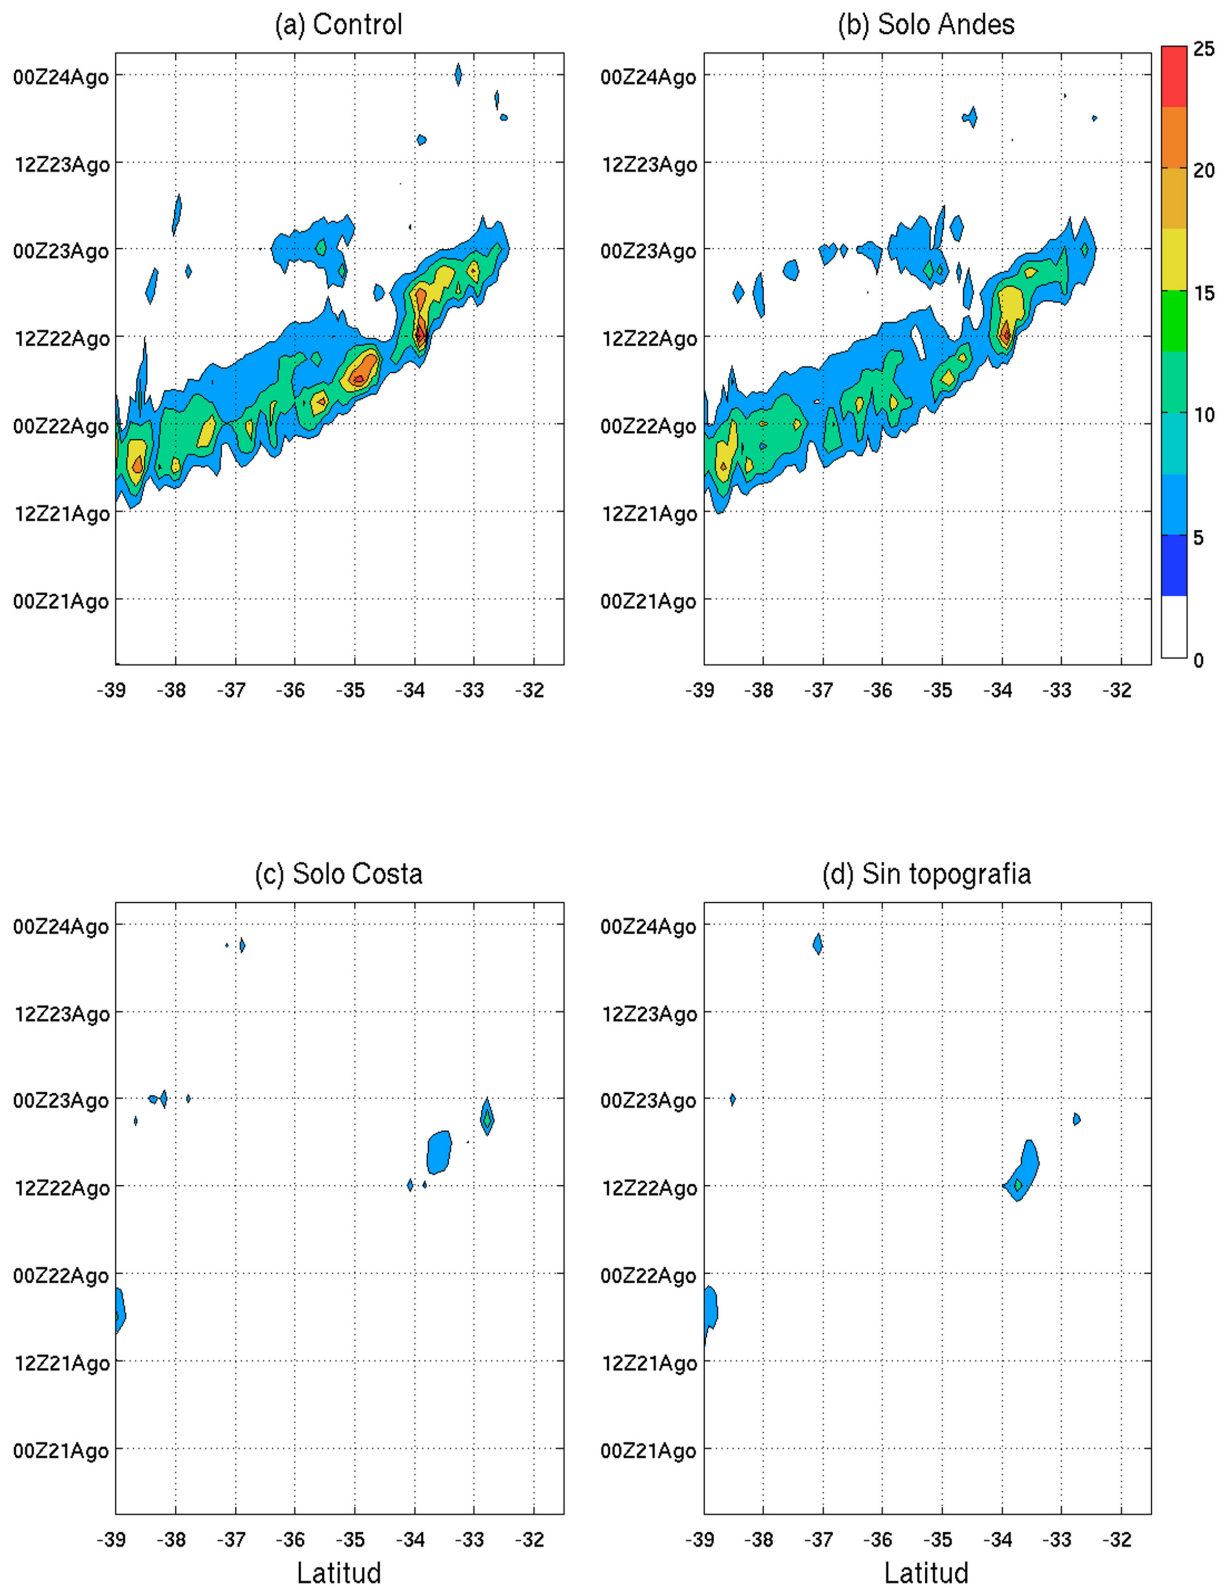 (a) Control
(b) Solo Andes
00Z24Ago
12Z23Ago
00Z23Ago
12Z22Ago
00Z22Ago
12Z21Ago
00Z21Ago
-39 -38 -37 -36 -35 -34 -33 -32
00Z24Ago
12Z23Ago
00Z23Ago
12Z22Ago
00Z22Ago
12Z21Ago
00Z21Ago
-39 -38 -37 -36 -35 -34 -33 -32
25
20
15
10
5
0
(c) Solo Costa
(d) Sin topografia
00Z24Ago
12Z23Ago
00Z23Ago
12Z22Ago
00Z22Ago
12Z21Ago
00Z21Ago
-39 -38 -37 -36 -35 -34 -33 -32
Latitud
00Z24Ago
12Z23Ago
00Z23Ago
12Z22Ago
00Z22Ago
12Z21Ago
00Z21Ago
-39 -38 -37 -36 -35 -34 -33 -32
Latitud